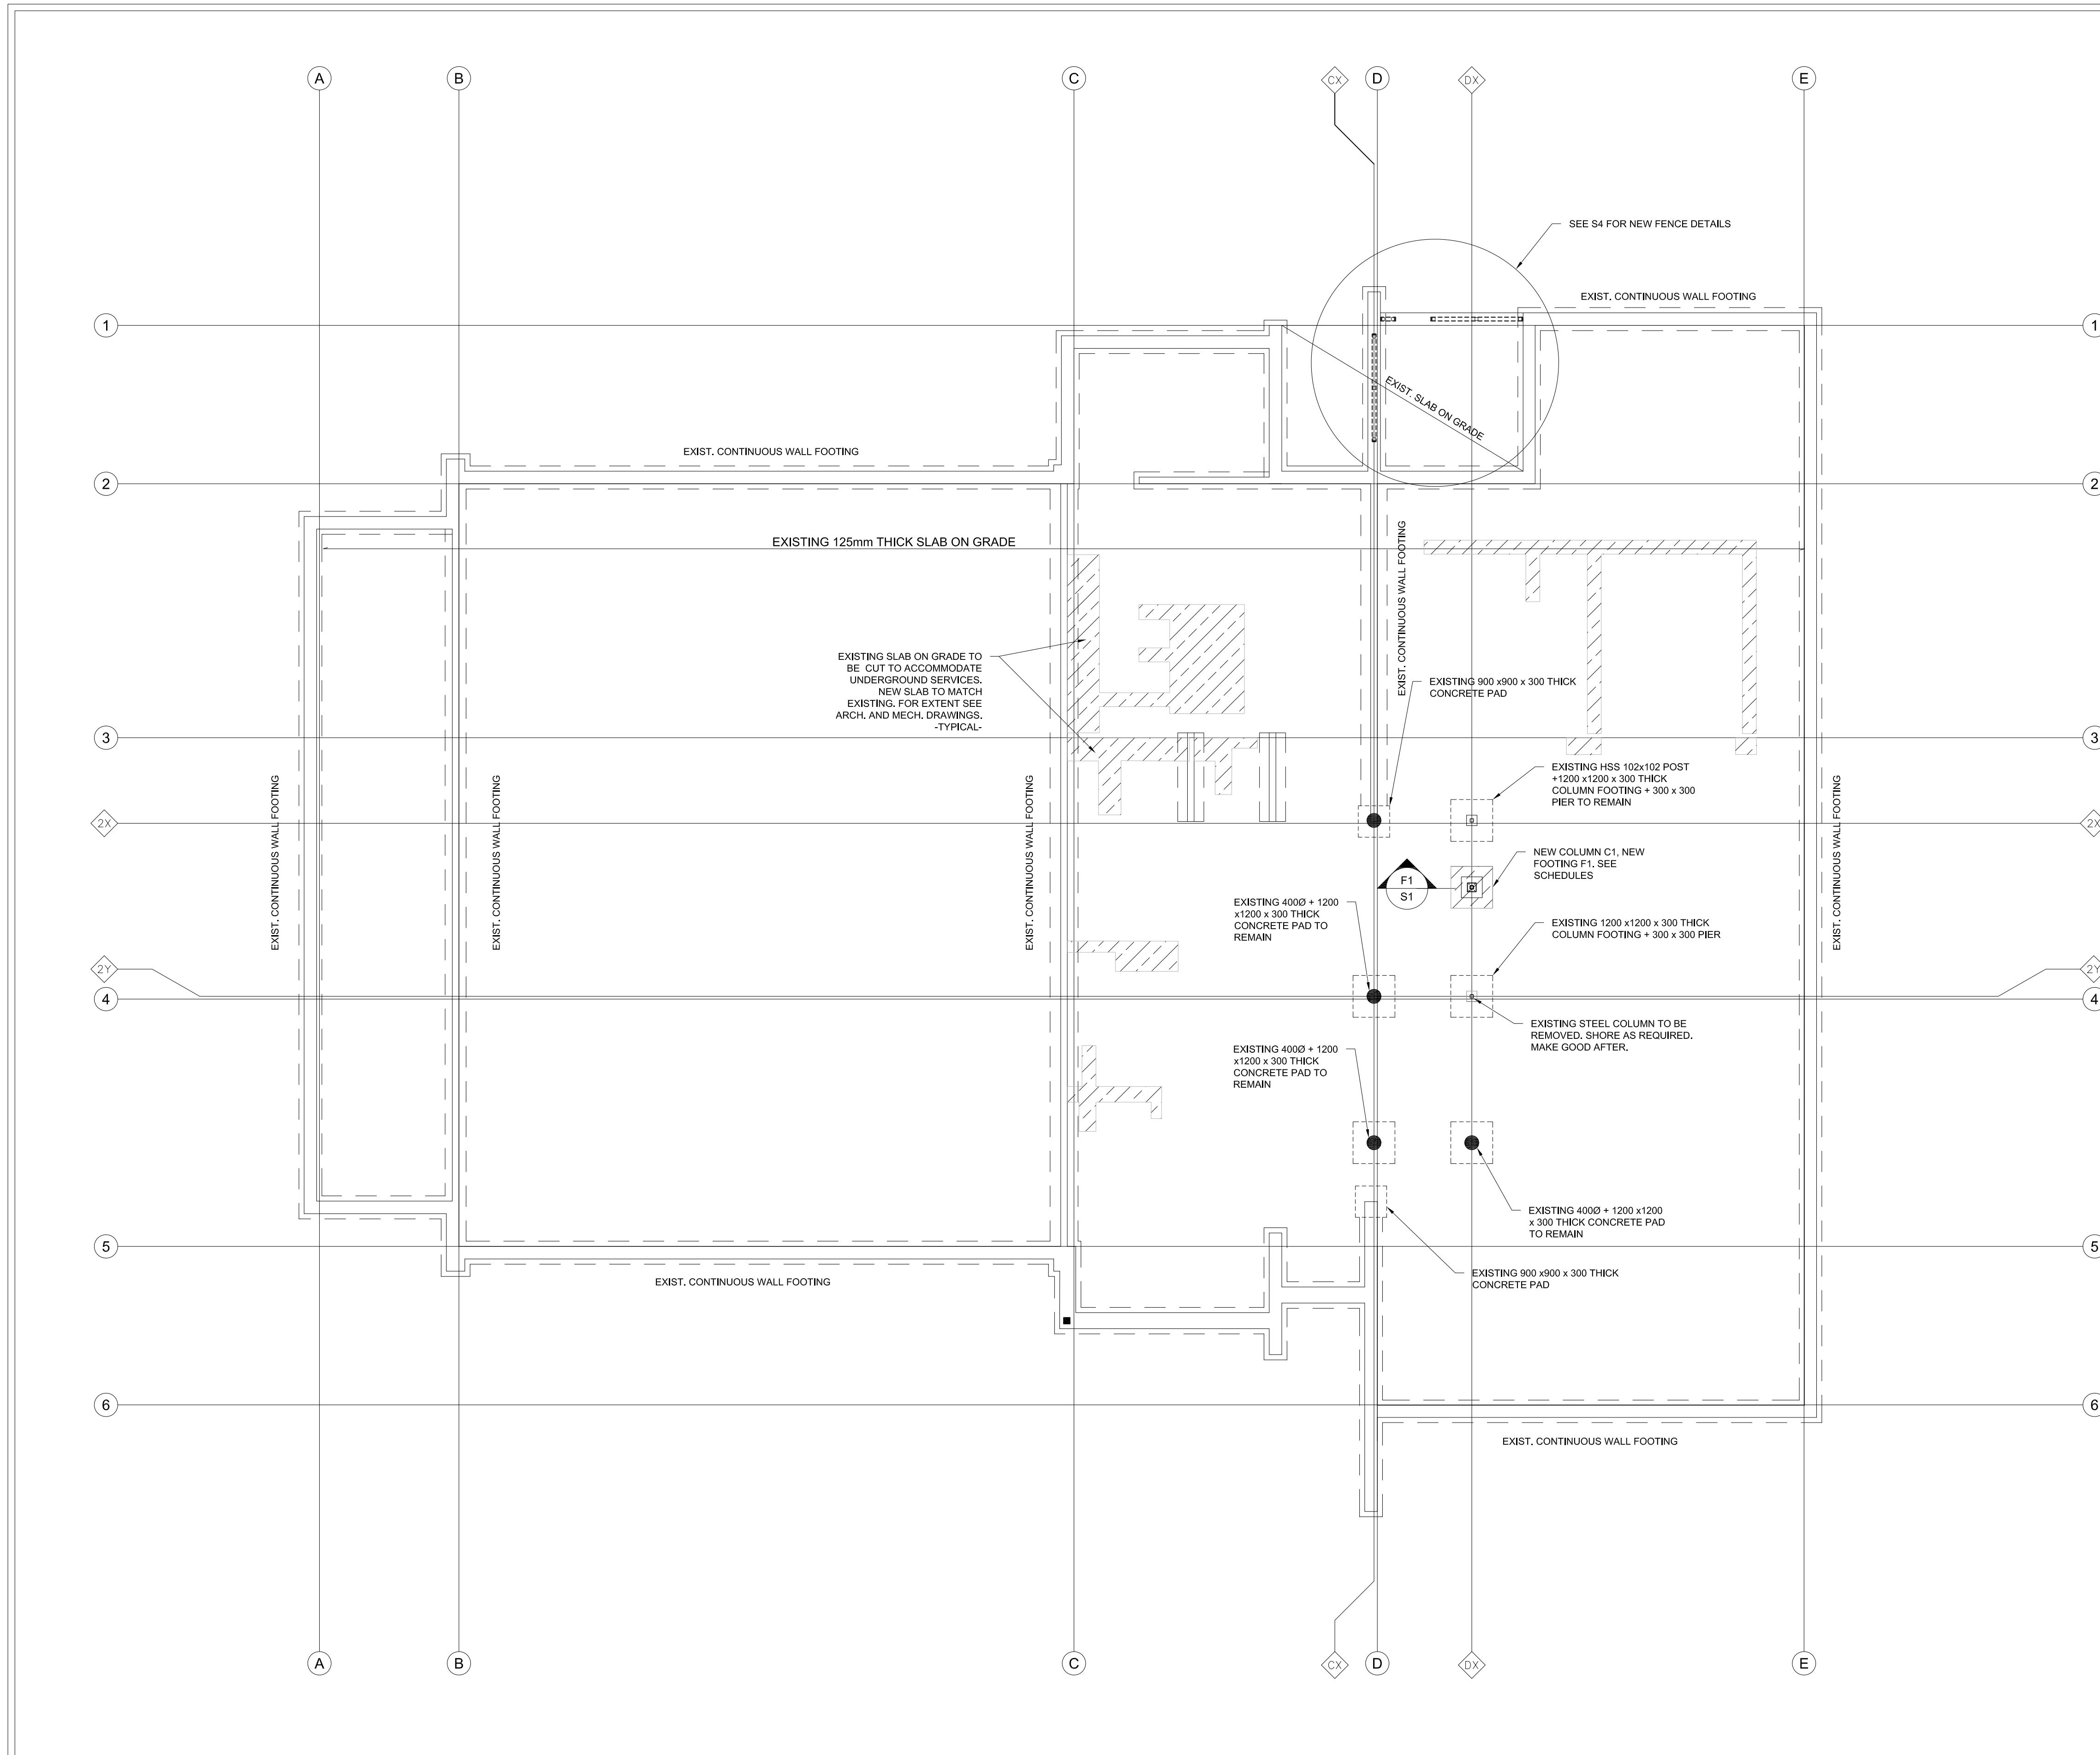 A
B
C
CX
D
DX
E
SEE S4 FOR NEW FENCE DETAILS
EXIST. CONTINUOUS WALL FOOTING
1
1
EXIST. SLAB ON GRADE
EXIST. CONTINUOUS WALL FOOTING
2
2
EXISTING 125mm THICK SLAB ON GRADE
EXIST. CONTINUOUS WALL FOOTING
EXISTING SLAB ON GRADE TO
BE CUT TO ACCOMMODATE
UNDERGROUND SERVICES.
NEW SLAB TO MATCH
EXISTING. FOR EXTENT SEE
ARCH. AND MECH. DRAWINGS.
-TYPICAL-
EXISTING 900 x900 x 300 THICK
CONCRETE PAD
3
3
EXISTING HSS 102x102 POST
+1200 x1200 x 300 THICK
COLUMN FOOTING + 300 x 300
PIER TO REMAIN
EXIST. CONTINUOUS WALL FOOTING
EXIST. CONTINUOUS WALL FOOTING
EXIST. CONTINUOUS WALL FOOTING
EXIST. CONTINUOUS WALL FOOTING
2X
2X
NEW COLUMN C1, NEW
FOOTING F1. SEE
SCHEDULES
F1
S1
EXISTING 400Ø + 1200
x1200 x 300 THICK
CONCRETE PAD TO
REMAIN
EXISTING 1200 x1200 x 300 THICK
COLUMN FOOTING + 300 x 300 PIER
2Y
2Y
4
4
EXISTING STEEL COLUMN TO BE
REMOVED. SHORE AS REQUIRED.
MAKE GOOD AFTER.
EXISTING 400Ø + 1200
x1200 x 300 THICK
CONCRETE PAD TO
REMAIN
EXISTING 400Ø + 1200 x1200
x 300 THICK CONCRETE PAD
TO REMAIN
5
5
EXISTING 900 x900 x 300 THICK
CONCRETE PAD
EXIST. CONTINUOUS WALL FOOTING
6
6
EXIST. CONTINUOUS WALL FOOTING
A
B
C
CX
D
DX
E